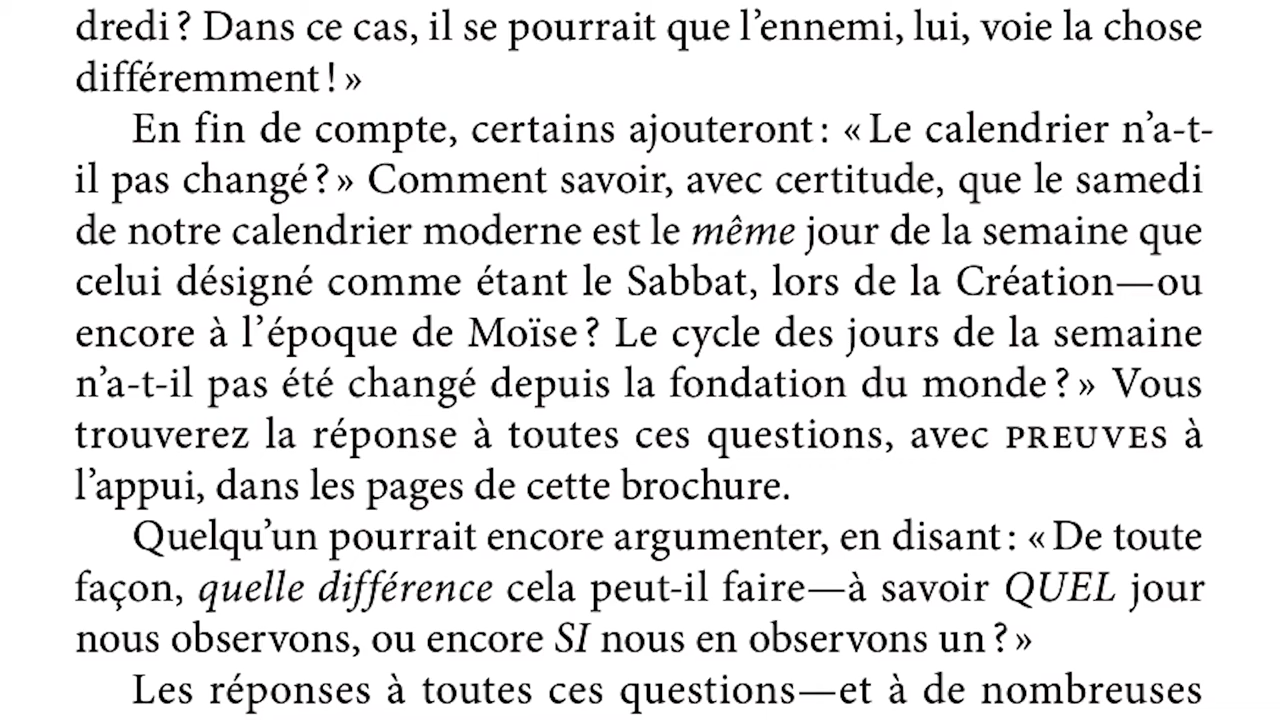 dredi ? Dans ce cas, il se pourrait que l’ennemi, lui, voie la chose
différemment ! »
En fin de compte, certains ajouteront : « Le calendrier n’a-t-
il pas changé ? » Comment savoir, avec certitude, que le samedi
de notre calendrier moderne est le même jour de la semaine que
celui désigné comme étant le Sabbat, lors de la Création—ou
encore à l’époque de Moïse ? Le cycle des jours de la semaine
n’a-t-il pas été changé depuis la fondation du monde ? » Vous
trouverez la réponse à toutes ces questions, avec PREUVES à
l’appui, dans les pages de cette brochure.
Quelqu’un pourrait encore argumenter, en disant : « De toute
façon, quelle différence cela peut-il faire—à savoir QUEL jour
nous observons, ou encore SI nous en observons un ? »
Les réponses à toutes ces questions—et à de nombreuses